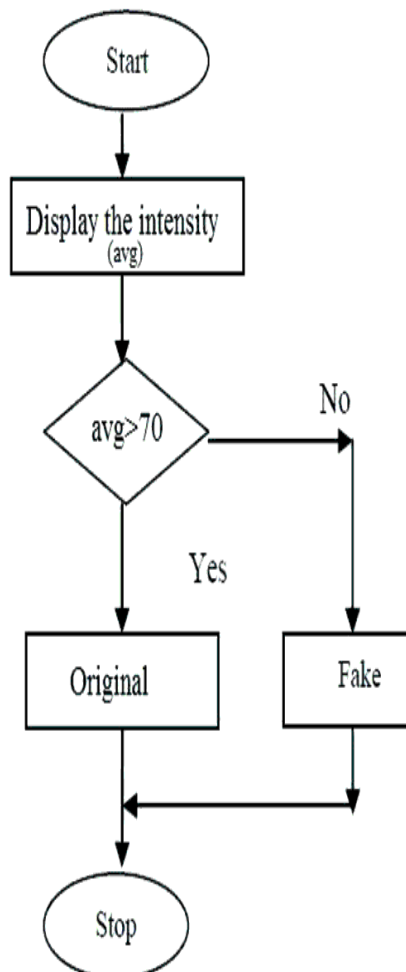 Start
Display the intensity
(avg)
avg>70
No
Yes
Original
Fake
Stop